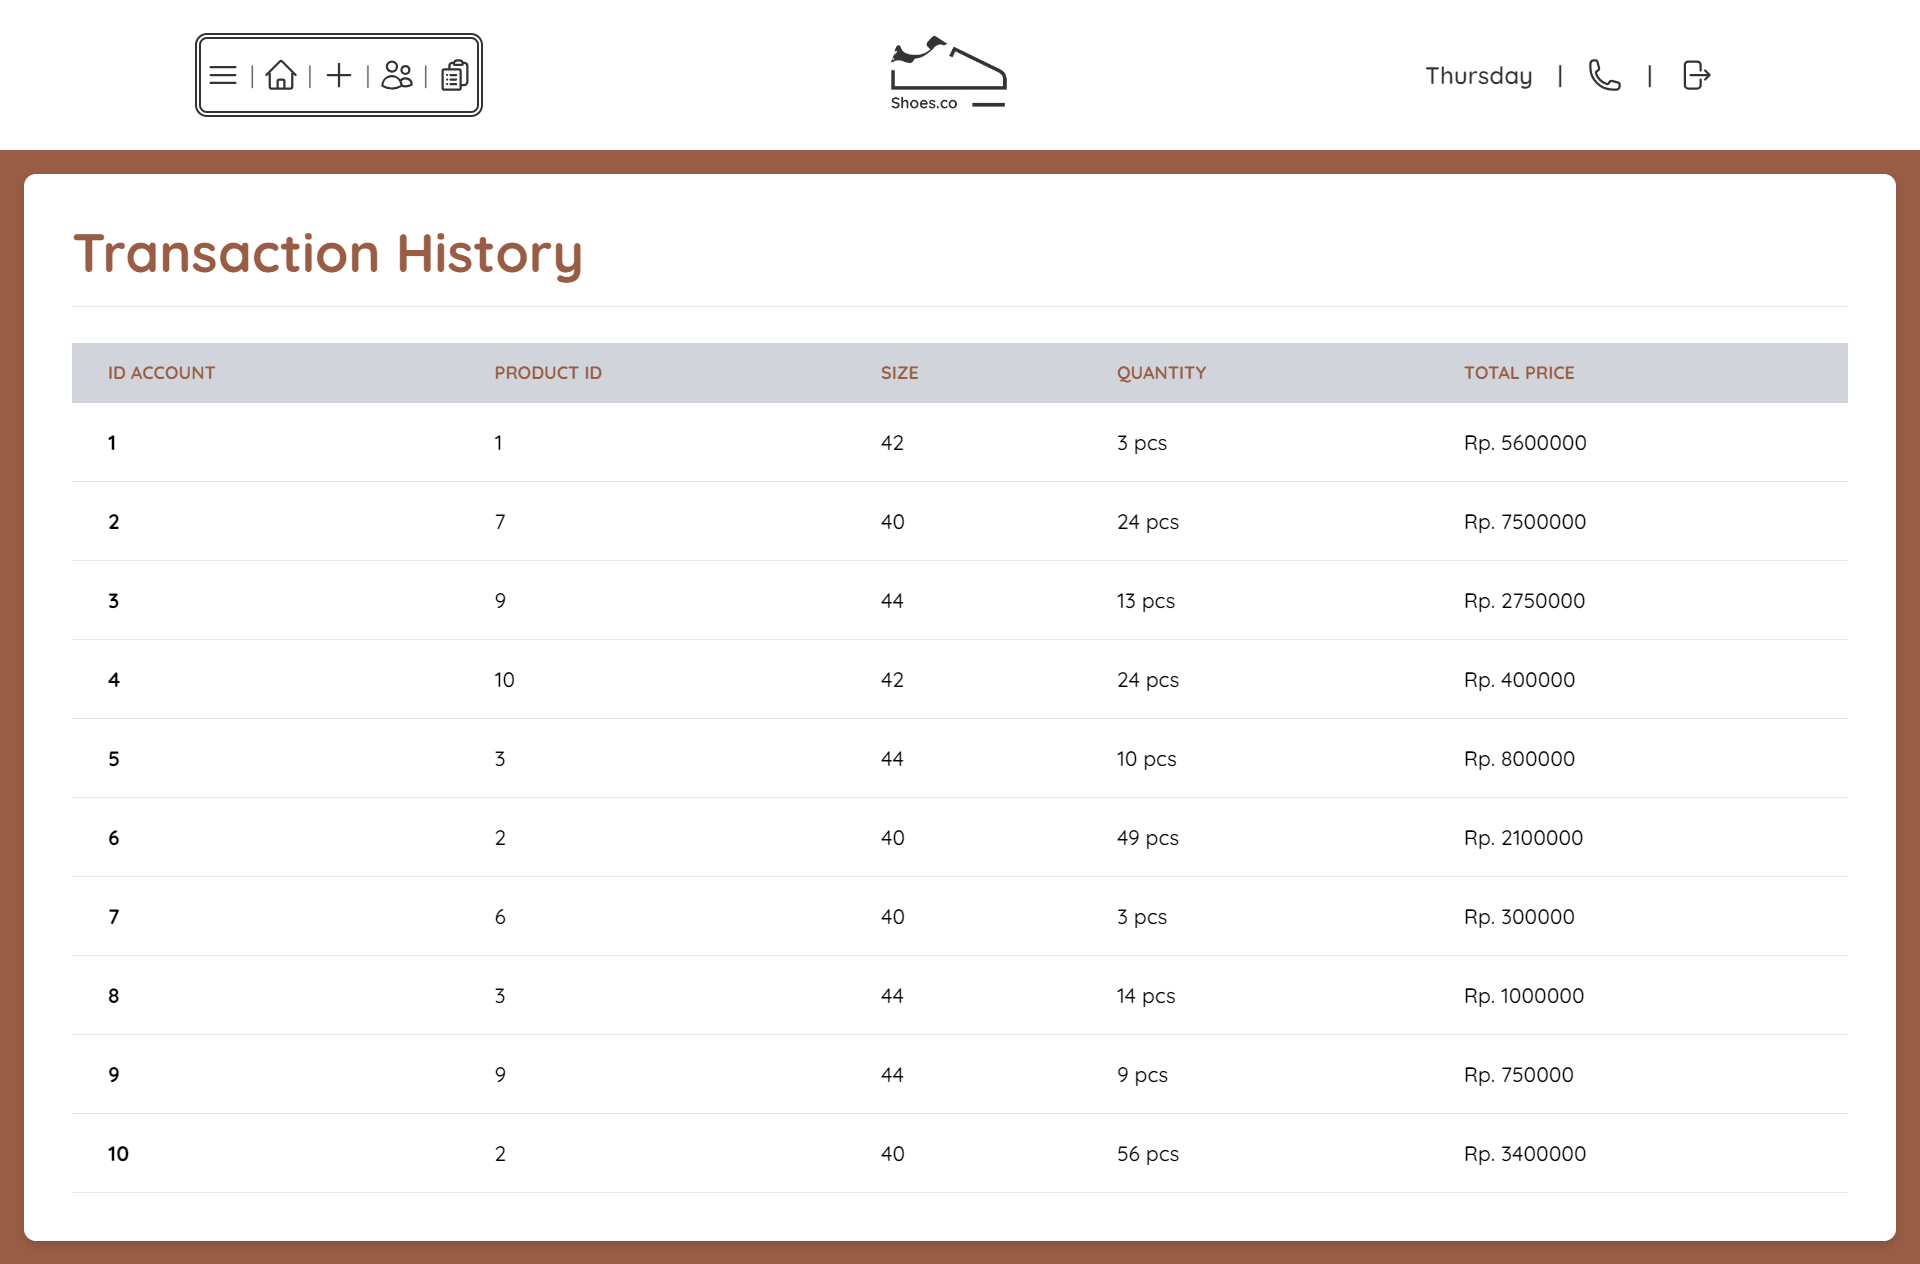 Thursday
Shoes.co
Transaction History
ID ACCOUNT PRODUCT ID SIZE QUANTITY TOTAL PRICE
1 1 42 3 pcs Rp. 5600000
2 7 40 24 pcs Rp. 7500000
3 9 44 13 pcs Rp. 2750000
4 10 42 24 pcs Rp. 400000
5 3 44 10 pcs Rp. 800000
6 2 40 49 pcs Rp. 2100000
7 6 40 3 pcs Rp. 300000
8 3 44 14 pcs Rp. 1000000
9 9 44 9 pcs Rp. 750000
10 2 40 56 pcs Rp. 3400000